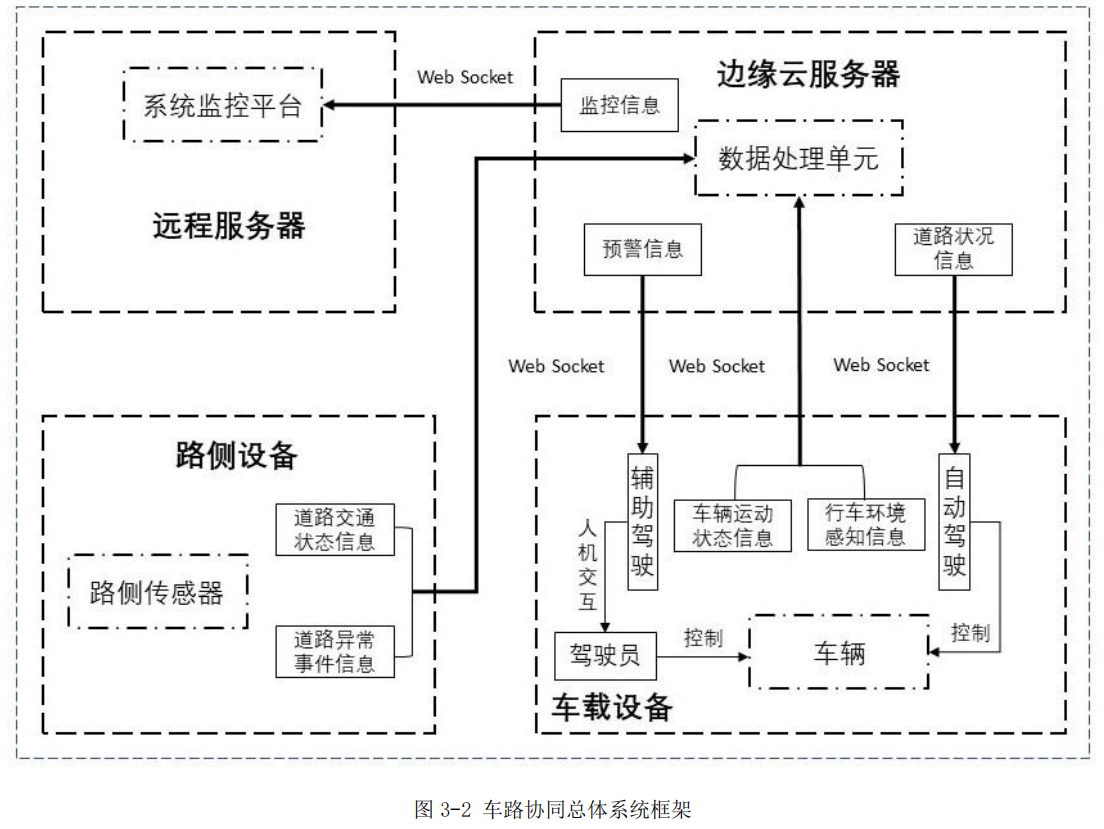 Web Socket
系统监控平台
监控信息
边缘云服务器
数据处理单元
远程服务器
预警信息
道路状况
信息
Web Socket
Web Socket
Web Socket
路侧设备
道路交通
状态信息
路侧传感器
道路异常
事件信息
辅助驾驶
车辆运动
状态信息
行车环境
感知信息
自动驾驶
人机交互
驾驶员
控制
车辆
控制
车载设备
图 3-2 车路协同总体系统框架